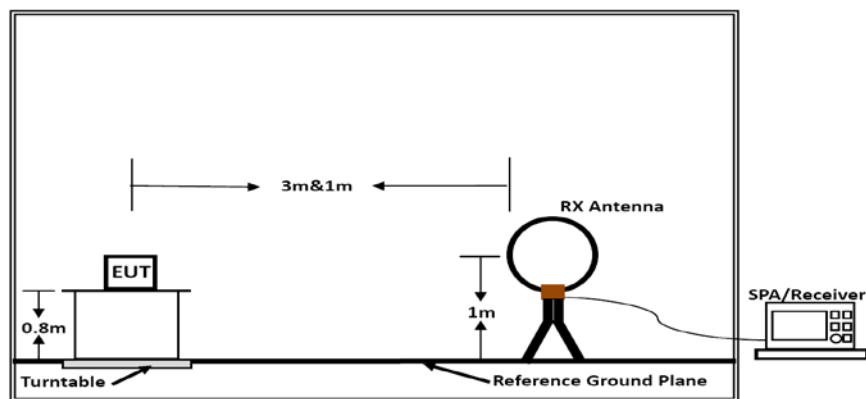 3m&1m
RX Antenna
EUT
SPA/Receiver
0.8m
1m
Turntable
Reference Ground Plane